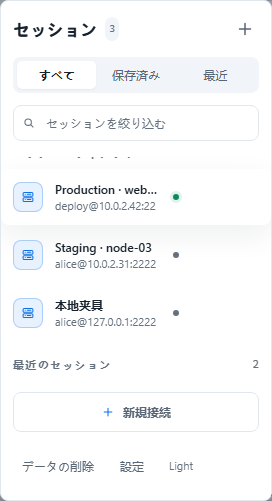 セッション 3
すべて 保存済み 最近
セッションを絞り込む
Production · web...
deploy@10.0.2.42:22
Staging · node-03
alice@10.0.2.31:2222
本地夹具
alice@127.0.0.1:2222
最近のセッション 2
+ 新規接続
データの削除 設定 Light